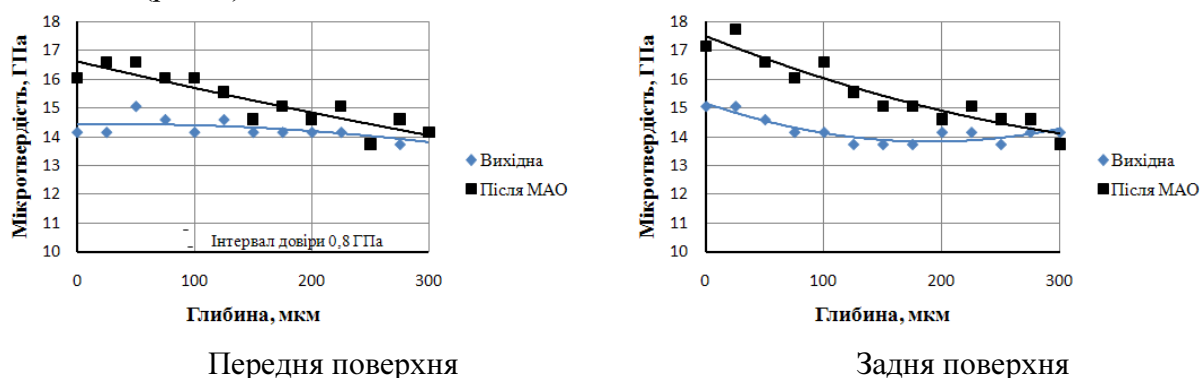 18
17
16
15
14
13
12
11
10
Мікротвердість, ГПа
0
100
200
300
Глибина, мкм
Інтервал довіри 0,8 ГПа
Вихідна
Після МАО
Передня поверхня
18
17
16
15
14
13
12
11
10
Мікротвердість, ГПа
0
100
200
300
Глибина, мкм
Вихідна
Після МАО
Задня поверхня